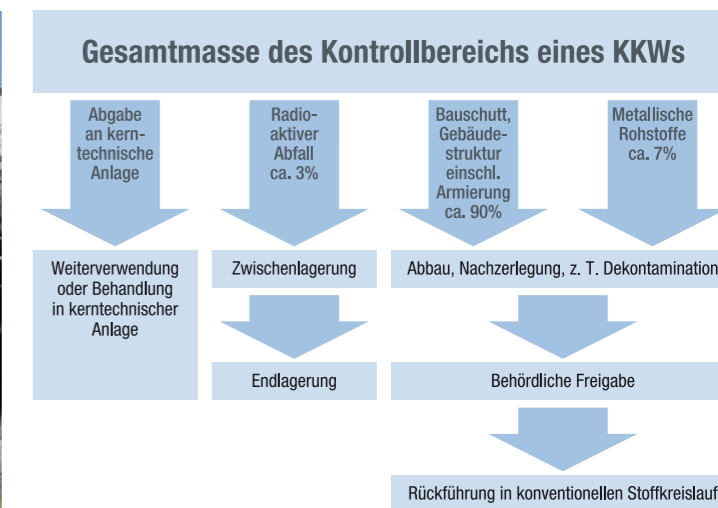 Gesamtmasse des Kontrollbereichs eines KKWs
Abgabe
an kern-
technische
Anlage
Radio-
aktiver
Abfall
ca. 3%
Bauschutt,
Gebäude-
struktur
einschl.
Armierung
ca. 90%
Metallische
Rohstoffe
ca. 7%
Weiterverwendung
oder Behandlung
in kerntechnischer
Anlage
Zwischenlagerung
Abbau, Nachzerlegung, z. T. Dekontamination
Endlagerung
Behördliche Freigabe
Rückführung in konventionellen Stoffkreislauf